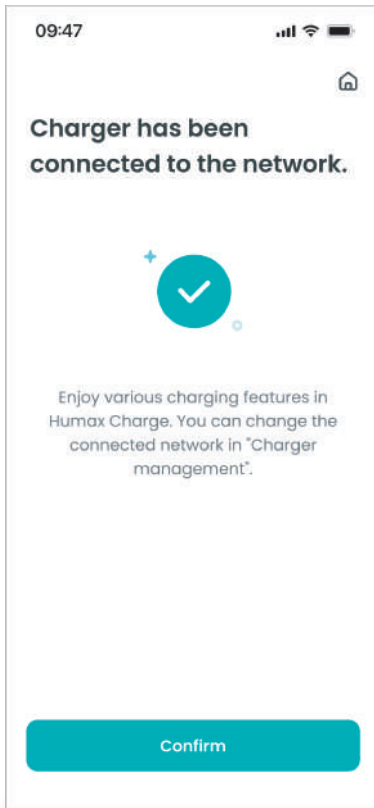 09:47
Charger has been
connected to the network.
Enjoy various charging features in
Humax Charge. You can change the
connected network in "Charger
management".
Confirm